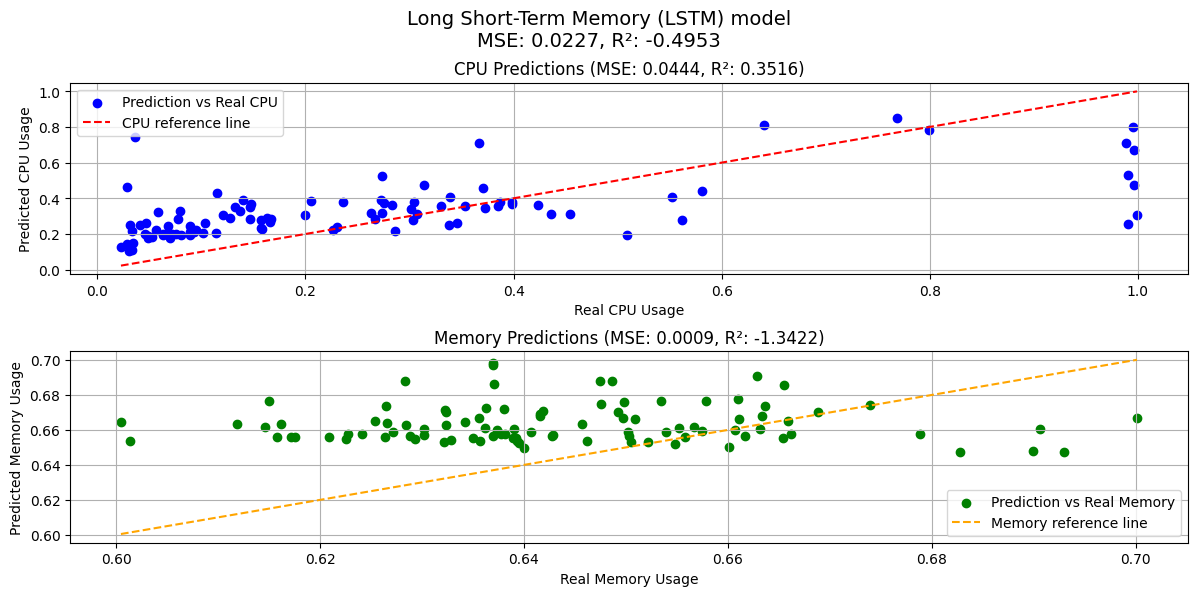 Long Short-Term Memory (LSTM) model
MSE: 0.0227, R²: -0.4953
CPU Predictions (MSE: 0.0444, R²: 0.3516)
Prediction vs Real CPU
CPU reference line
Predicted CPU Usage
1.0
0.8
0.6
0.4
0.2
0.0
0.0 0.2 0.4 0.6 0.8 1.0
Real CPU Usage
Memory Predictions (MSE: 0.0009, R²: -1.3422)
Predicted Memory Usage
0.70
0.68
0.66
0.64
0.62
0.60
Prediction vs Real Memory
Memory reference line
0.60 0.62 0.64 0.66 0.68 0.70
Real Memory Usage